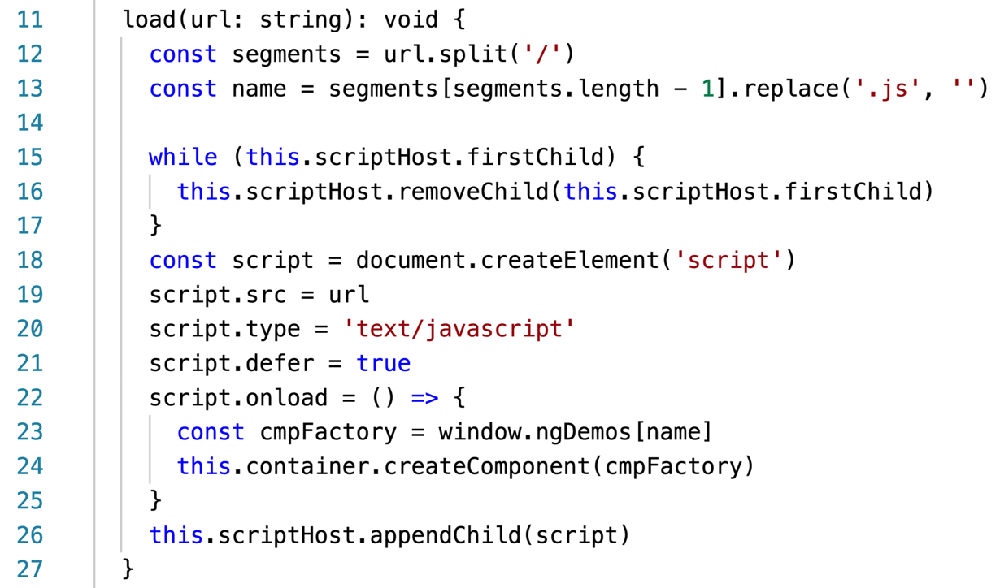 11 load(url: string): void {
12 const segments = url.split('/')
13 const name = segments[segments.length - 1].replace('.js', '')
14
15 while (this.scriptHost.firstChild) {
16 this.scriptHost.removeChild(this.scriptHost.firstChild)
17 }
18 const script = document.createElement('script')
19 script.src = url
20 script.type = 'text/javascript'
21 script.defer = true
22 script.onload = () => {
23 const cmpFactory = window.ngDemos[name]
24 this.container.createComponent(cmpFactory)
25 }
26 this.scriptHost.appendChild(script)
27 }